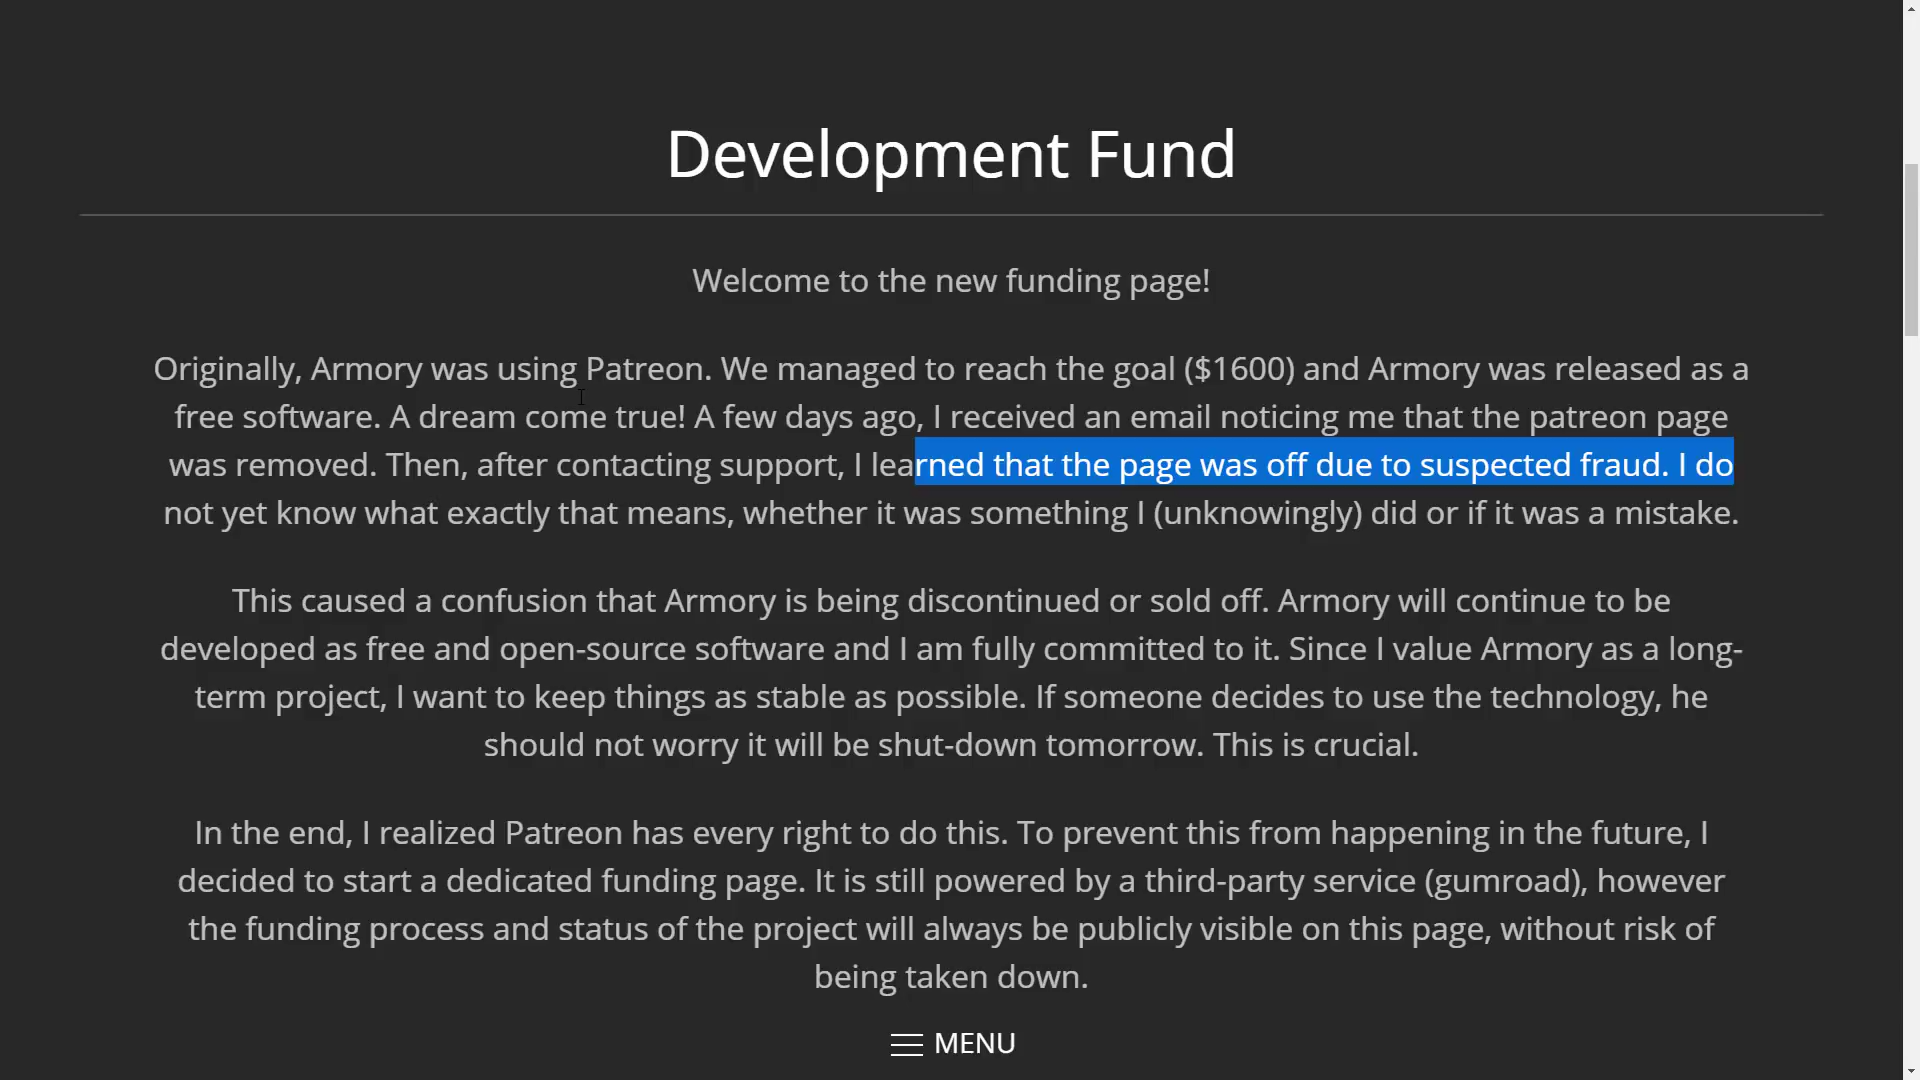 Development Fund
Welcome to the new funding page!
Originally, Armory was using Patreon. We managed to reach the goal ($1600) and Armory was released as a
free software. A dream come true! A few days ago, I received an email noticing me that the patreon page
was removed. Then, after contacting support, I learned that the page was off due to suspected fraud. I do
not yet know what exactly that means, whether it was something I (unknowingly) did or if it was a mistake.
This caused a confusion that Armory is being discontinued or sold off. Armory will continue to be
developed as free and open-source software and I am fully committed to it. Since I value Armory as a long-
term project, I want to keep things as stable as possible. If someone decides to use the technology, he
should not worry it will be shut-down tomorrow. This is crucial.
In the end, I realized Patreon has every right to do this. To prevent this from happening in the future, I
decided to start a dedicated funding page. It is still powered by a third-party service (gumroad), however
the funding process and status of the project will always be publicly visible on this page, without risk of
being taken down.
MENU